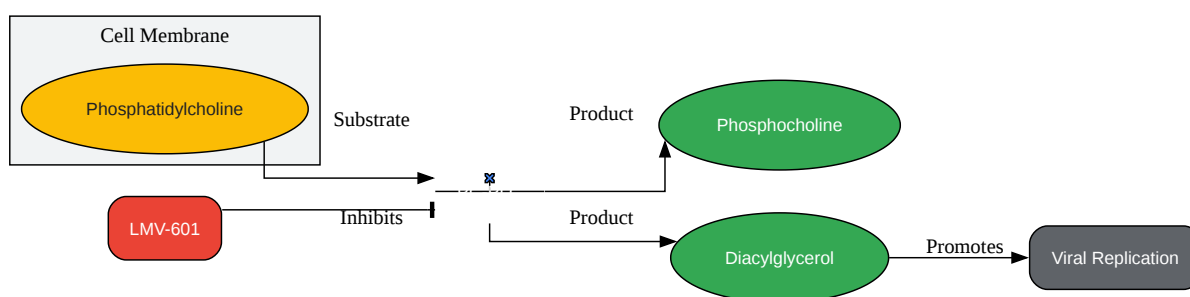 Cell Membrane
Phosphatidylcholine
Substrate
Product
Phosphocholine
LMV-601
Inhibits
Product
Diacylglycerol
Promotes
Viral Replication